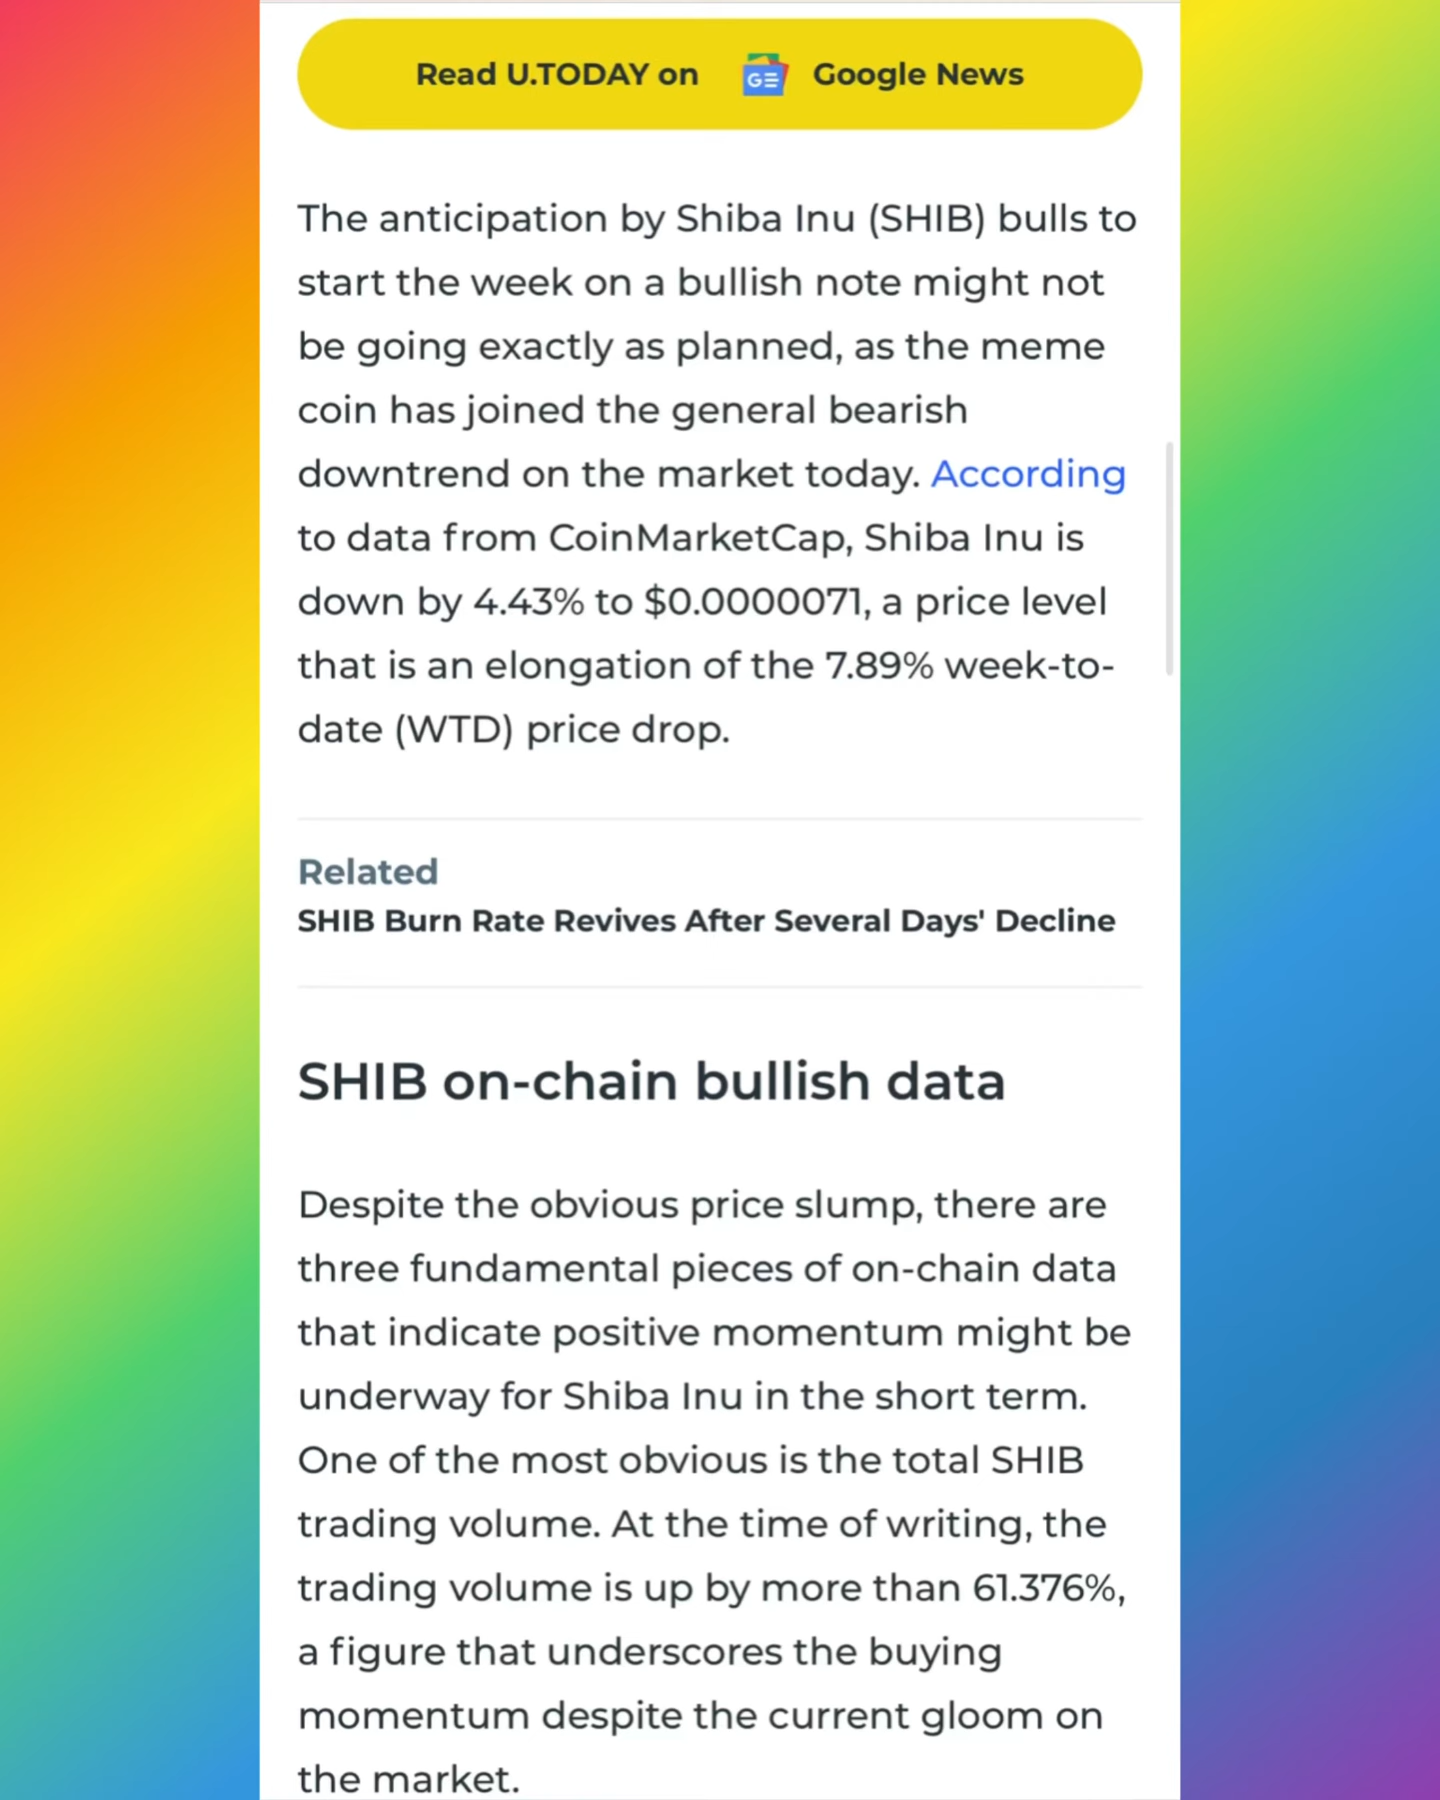 Read U.TODAY on GE Google News
The anticipation by Shiba Inu (SHIB) bulls to
start the week on a bullish note might not
be going exactly as planned, as the meme
coin has joined the general bearish
downtrend on the market today. According
to data from CoinMarketCap, Shiba Inu is
down by 4.43% to $0.0000071, a price level
that is an elongation of the 7.89% week-to-
date (WTD) price drop.
Related
SHIB Burn Rate Revives After Several Days' Decline
SHIB on-chain bullish data
Despite the obvious price slump, there are
three fundamental pieces of on-chain data
that indicate positive momentum might be
underway for Shiba Inu in the short term.
One of the most obvious is the total SHIB
trading volume. At the time of writing, the
trading volume is up by more than 61.376%,
a figure that underscores the buying
momentum despite the current gloom on
the market.